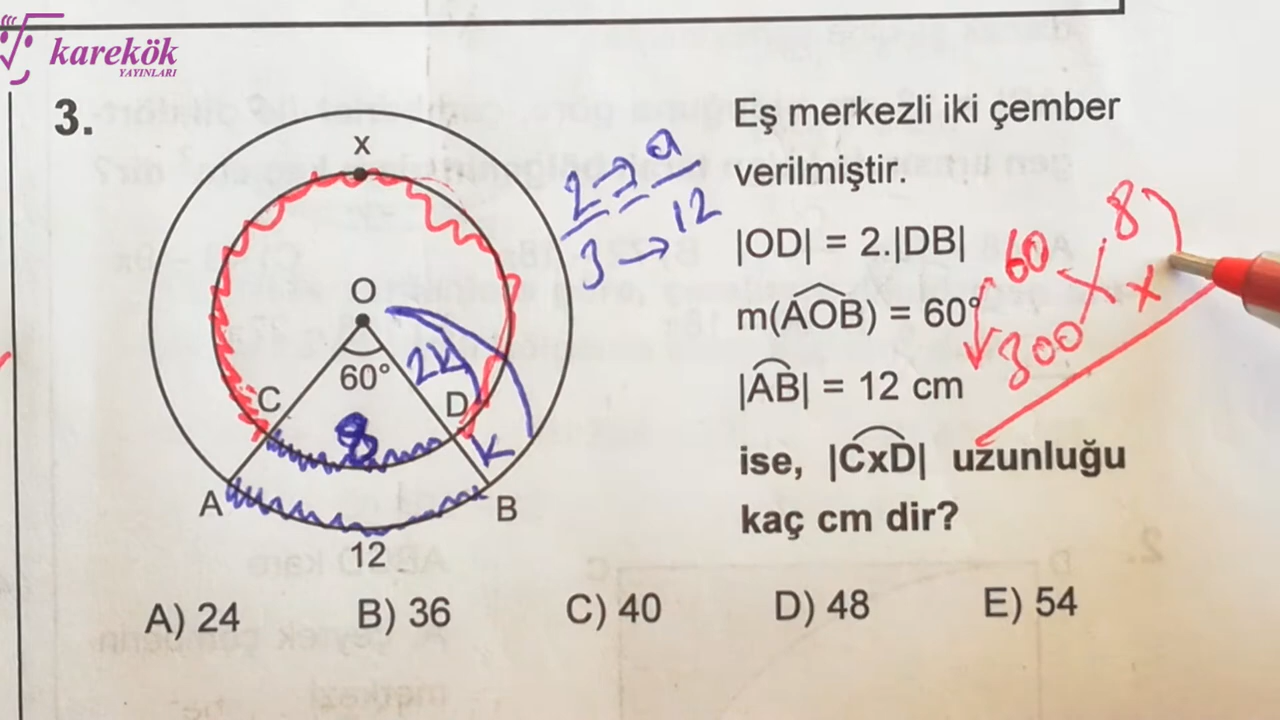 karekök
YAYINLARI
3.
Eş merkezli iki çember
verilmiştir.
|OD| = 2.|DB|
m(AOB) = 60°
|AB| = 12 cm
ise, |CxD| uzunluğu
kaç cm dir?
x
O
60°
C
D
A
B
12
2K
K
8
2 → a
3 → 12
60 8
300 x
A) 24
B) 36
C) 40
D) 48
E) 54